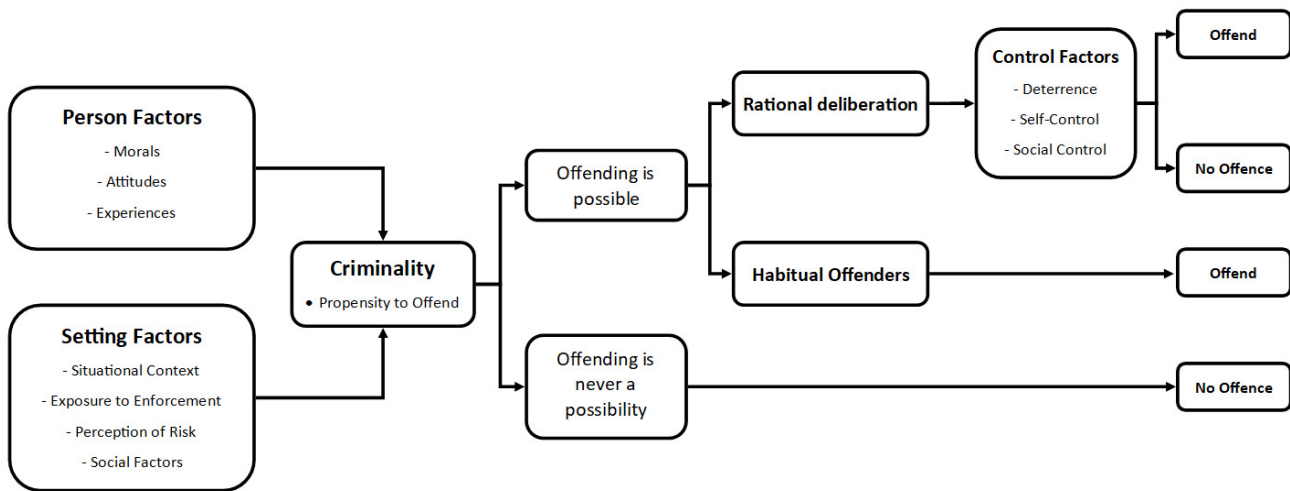 Person Factors
- Morals
- Attitudes
- Experiences
Setting Factors
- Situational Context
- Exposure to Enforcement
- Perception of Risk
- Social Factors
Criminality
• Propensity to Offend
Offending is
possible
Offending is
never a
possibility
Rational deliberation
Habitual Offenders
Control Factors
- Deterrence
- Self-Control
- Social Control
Offend
No Offence
Offend
No Offence